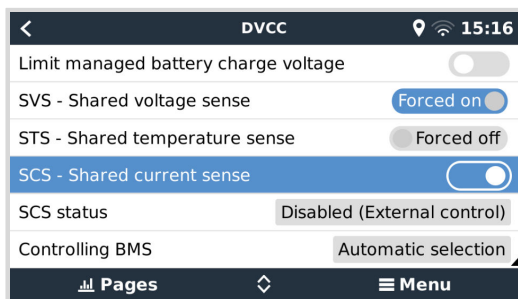 DVCC 15:16
Limit managed battery charge voltage
SVS - Shared voltage sense Forced on
STS - Shared temperature sense Forced off
SCS - Shared current sense
SCS status Disabled (External control)
Controlling BMS Automatic selection
Pages Menu